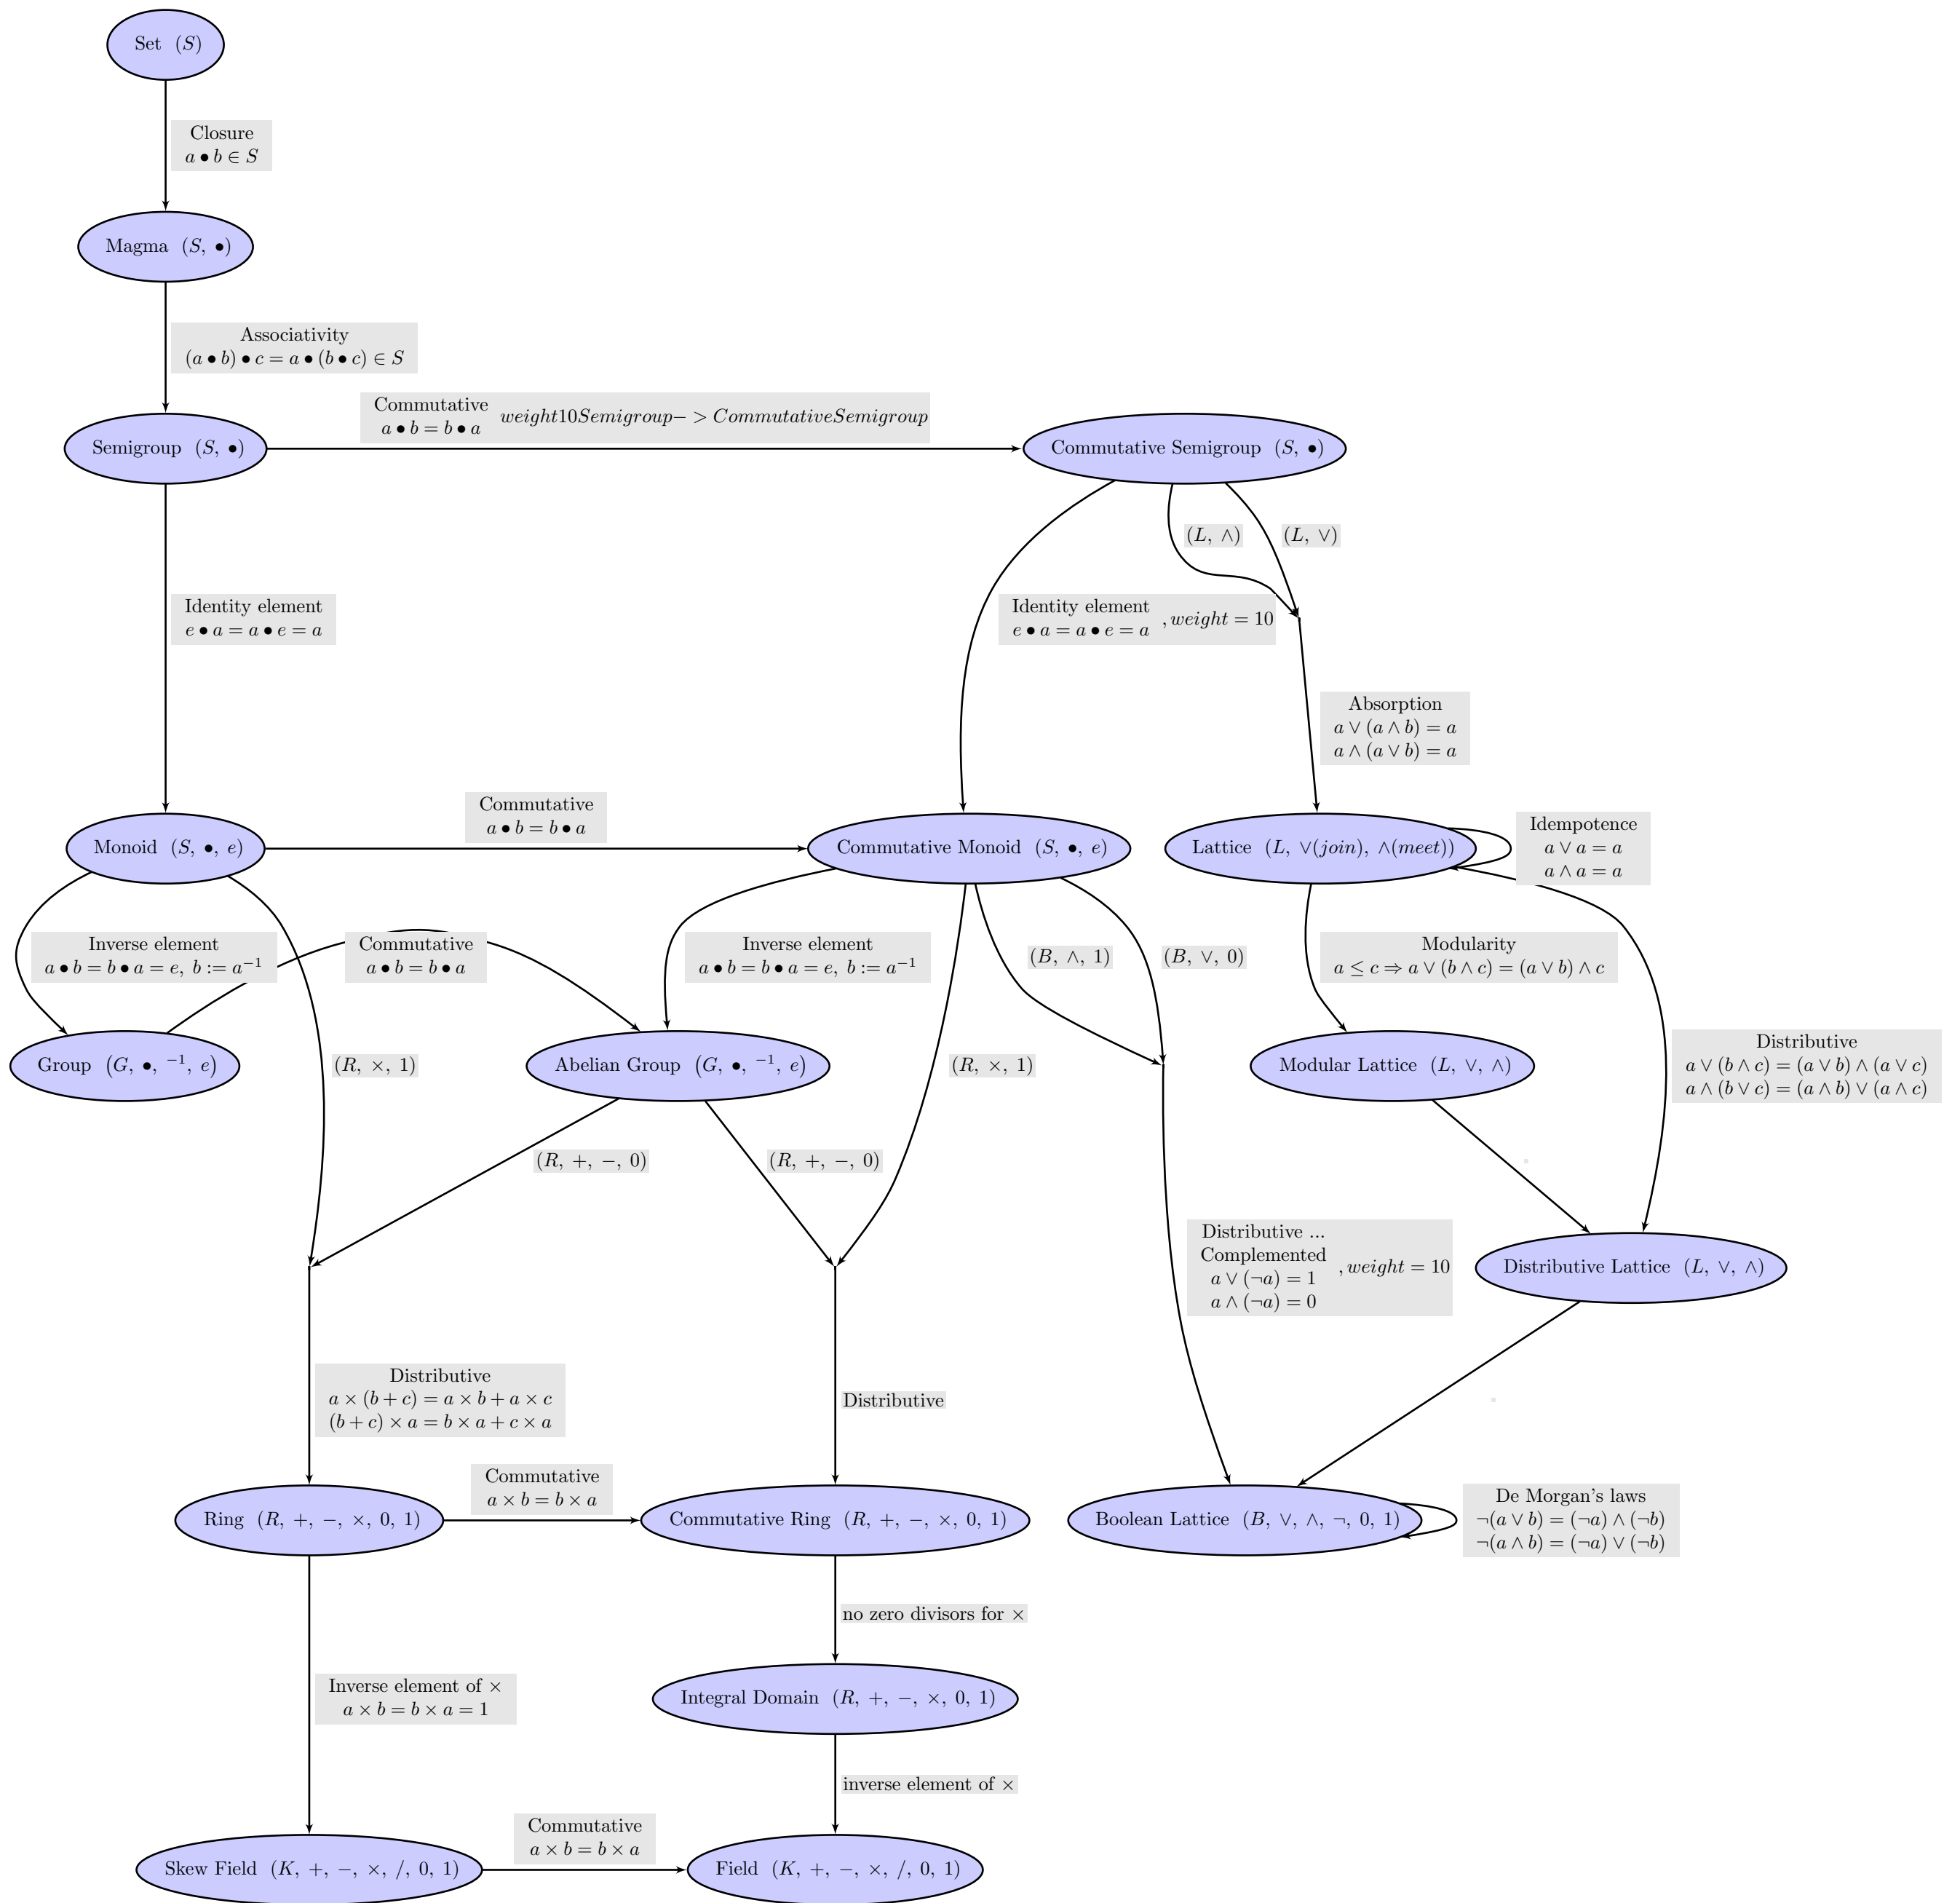 Set (S)
Closure
a • b ∈ S
Magma (S, •)
Associativity
(a • b) • c = a • (b • c) ∈ S
Commutative
a • b = b • a
weight10Semigroup− > CommutativeSemigroup
Semigroup (S, •)
Commutative Semigroup (S, •)
(L, ∧)
(L, ∨)
Identity element
e • a = a • e = a
Identity element
e • a = a • e = a
, weight = 10
Absorption
a ∨ (a ∧ b) = a
a ∧ (a ∨ b) = a
Commutative
a • b = b • a
Monoid (S, •, e)
Commutative Monoid (S, •, e)
Lattice (L, ∨(join), ∧(meet))
Idempotence
a ∨ a = a
a ∧ a = a
Inverse element
a • b = b • a = e, b := a⁻¹
Commutative
a • b = b • a
Inverse element
a • b = b • a = e, b := a⁻¹
(B, ∧, 1)
(B, ∨, 0)
Modularity
a ≤ c ⇒ a ∨ (b ∧ c) = (a ∨ b) ∧ c
Group (G, •, ⁻¹, e)
(R, ×, 1)
Abelian Group (G, •, ⁻¹, e)
(R, ×, 1)
Modular Lattice (L, ∨, ∧)
Distributive
a ∨ (b ∧ c) = (a ∨ b) ∧ (a ∨ c)
a ∧ (b ∨ c) = (a ∧ b) ∨ (a ∧ c)
(R, +, −, 0)
(R, +, −, 0)
Distributive ...
Complemented
a ∨ (¬a) = 1
a ∧ (¬a) = 0
, weight = 10
Distributive Lattice (L, ∨, ∧)
Distributive
a × (b + c) = a × b + a × c
(b + c) × a = b × a + c × a
Distributive
Commutative
a × b = b × a
Ring (R, +, −, ×, 0, 1)
Commutative Ring (R, +, −, ×, 0, 1)
Boolean Lattice (B, ∨, ∧, ¬, 0, 1)
De Morgan's laws
¬(a ∨ b) = (¬a) ∧ (¬b)
¬(a ∧ b) = (¬a) ∨ (¬b)
no zero divisors for ×
Inverse element of ×
a × b = b × a = 1
Integral Domain (R, +, −, ×, 0, 1)
inverse element of ×
Commutative
a × b = b × a
Skew Field (K, +, −, ×, /, 0, 1)
Field (K, +, −, ×, /, 0, 1)